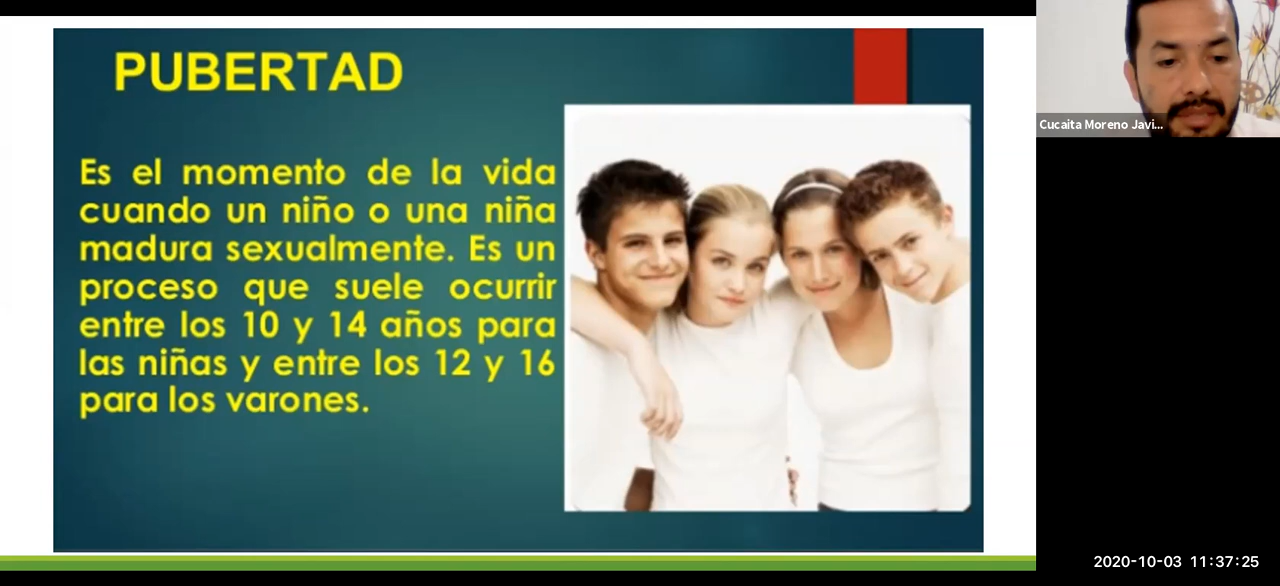 PUBERTAD
Es el momento de la vida
cuando un niño o una niña
madura sexualmente. Es un
proceso que suele ocurrir
entre los 10 y 14 años para
las niñas y entre los 12 y 16
para los varones.
Cucaita Moreno Javi...
2020-10-03 11:37:25